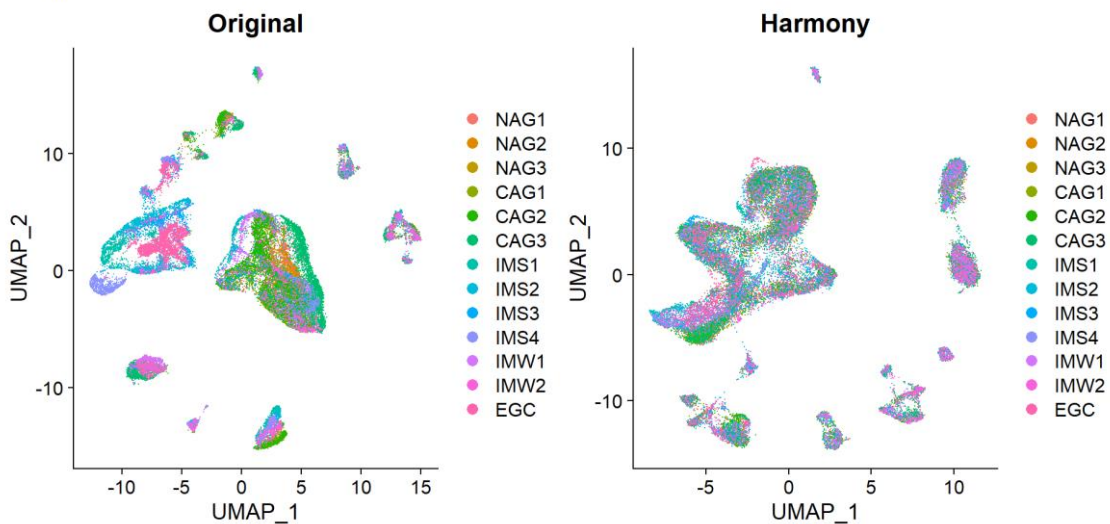 Original
10
0
-10
UMAP_2
-10
-5
0
5
10
15
UMAP_1
NAG1
NAG2
NAG3
CAG1
CAG2
CAG3
IMS1
IMS2
IMS3
IMS4
IMW1
IMW2
EGC
Harmony
10
0
-10
UMAP_2
-5
0
5
10
UMAP_1
NAG1
NAG2
NAG3
CAG1
CAG2
CAG3
IMS1
IMS2
IMS3
IMS4
IMW1
IMW2
EGC